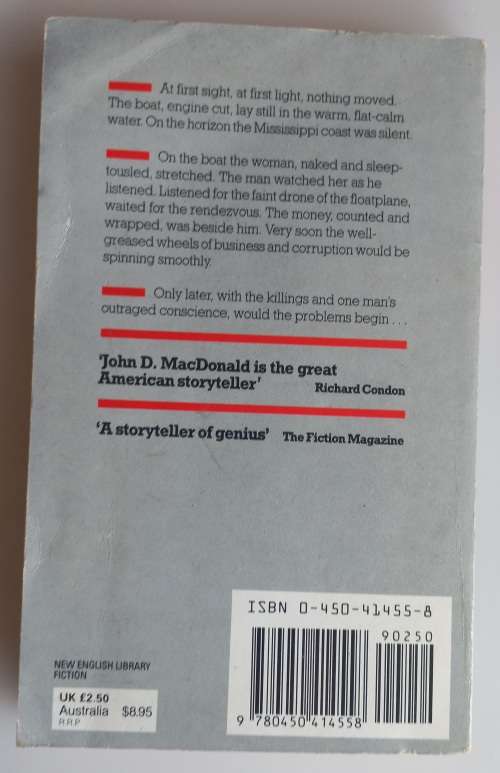 At first sight, at first light, nothing moved.
The boat, engine cut, lay still in the warm, flat-calm
water. On the horizon the Mississippi coast was silent.
On the boat the woman, naked and sleep-
tousled, stretched. The man watched her as he
listened. Listened for the faint drone of the floatplane,
waited for the rendezvous. The money, counted and
wrapped, was beside him. Very soon the well-
greased wheels of business and corruption would be
spinning smoothly.
Only later, with the killings and one man's
outraged conscience, would the problems begin . . .
'John D. MacDonald is the great
American storyteller'
Richard Condon
'A storyteller of genius' The Fiction Magazine
ISBN 0-450-41455-8
90250
9 780450 414558
NEW ENGLISH LIBRARY
FICTION
UK £2.50
Australia $8.95
R.R.P.